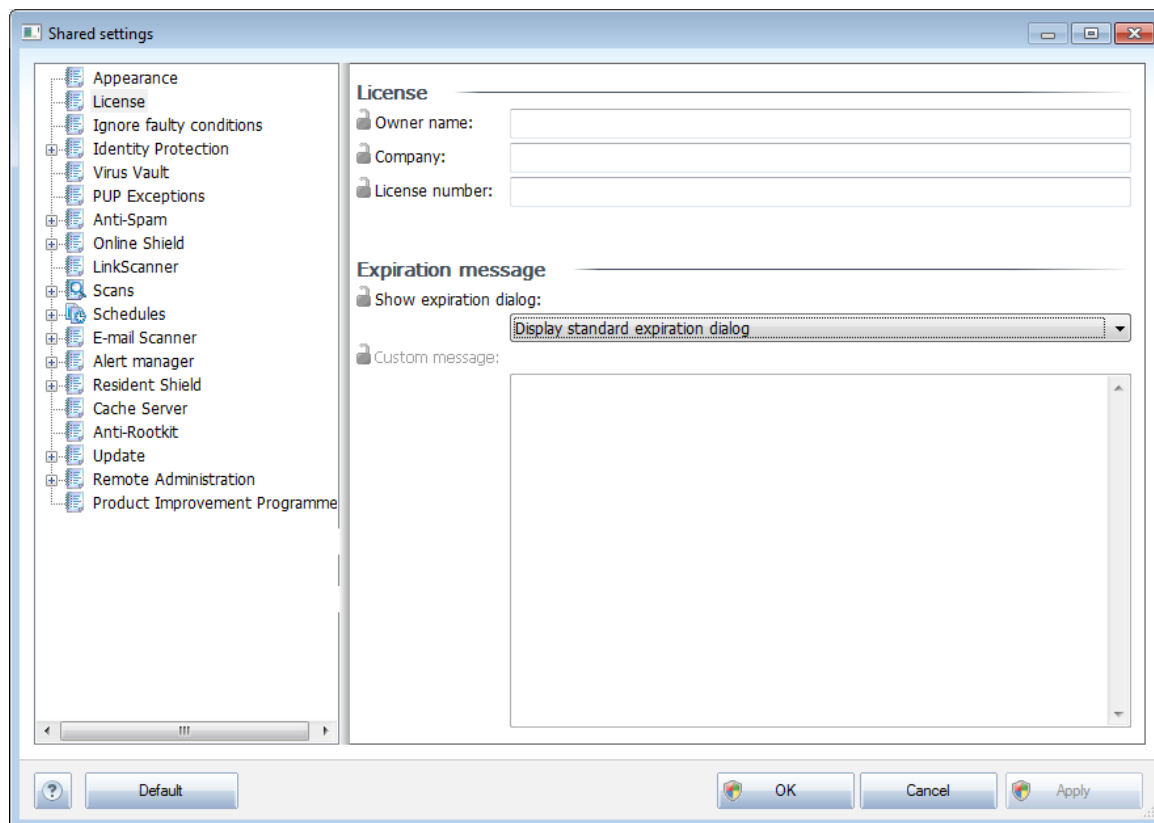 Shared settings
Appearance
License
Ignore faulty conditions
Identity Protection
Virus Vault
PUP Exceptions
Anti-Spam
Online Shield
LinkScanner
Scans
Schedules
E-mail Scanner
Alert manager
Resident Shield
Cache Server
Anti-Rootkit
Update
Remote Administration
Product Improvement Programme
License
Owner name:
Company:
License number:
Expiration message
Show expiration dialog:
Display standard expiration dialog
Custom message:
? Default OK Cancel Apply